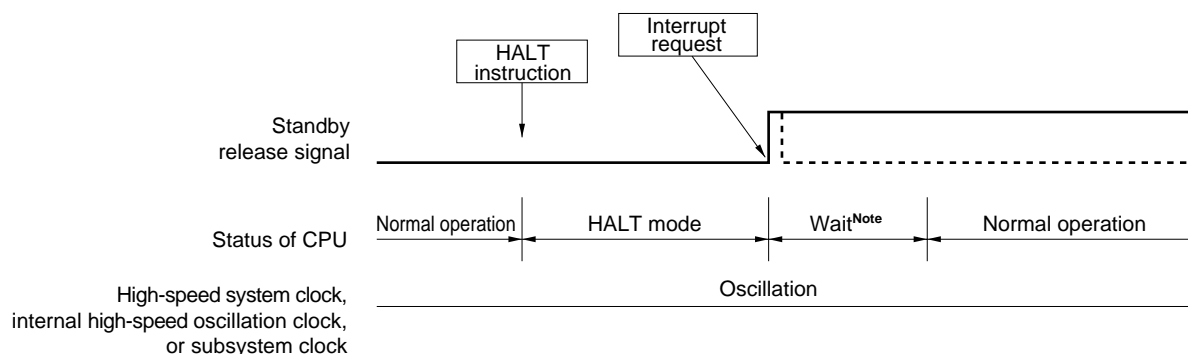 HALT
instruction
Interrupt
request
Standby
release signal
Status of CPU
Normal operation
HALT mode
WaitNote
Normal operation
High-speed system clock,
internal high-speed oscillation clock,
or subsystem clock
Oscillation